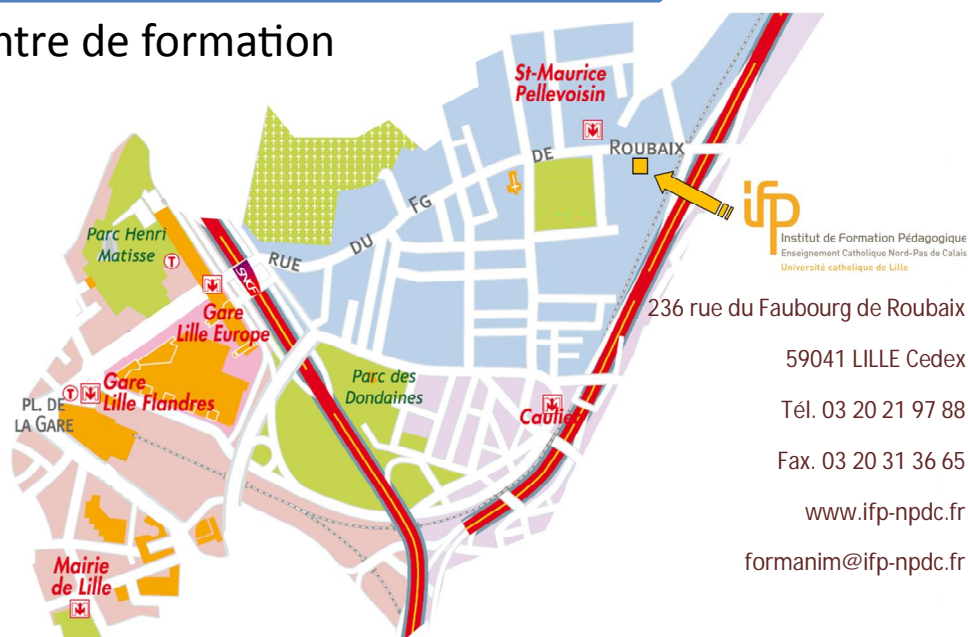 ntre de formation
St-Maurice
Pellevoisin
RUE DU FG DE ROUBAIX
Parc Henri
Matisse
T
SNCF
Gare
Lille Europe
ifp
Institut de Formation Pédagogique
Enseignement Catholique Nord-Pas de Calais
Université catholique de Lille
236 rue du Faubourg de Roubaix
59041 LILLE Cedex
Tél. 03 20 21 97 88
Fax. 03 20 31 36 65
www.ifp-npdc.fr
formanim@ifp-npdc.fr
Parc des
Dondaines
T
Gare
Lille Flandres
PL. DE
LA GARE
Caulier
Mairie
de Lille